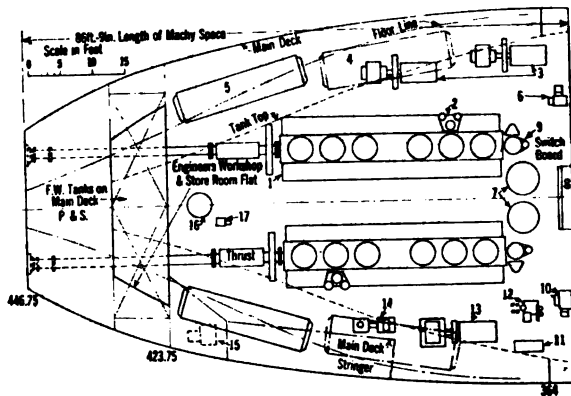 86ft-9in. Length of Machy Space
Scale in Feet
0 5 10 15
Main Deck
Floor Line
4
5
3
6
2
Tank Top
9
Switch
Board
Engineers Workshop
& Store Room Flat
1
F.W. Tanks on
Main Deck
P & S.
7
8
16
17
Thrust
446.75
10
12
14
13
11
Main Deck
Stringer
15
423.75
364